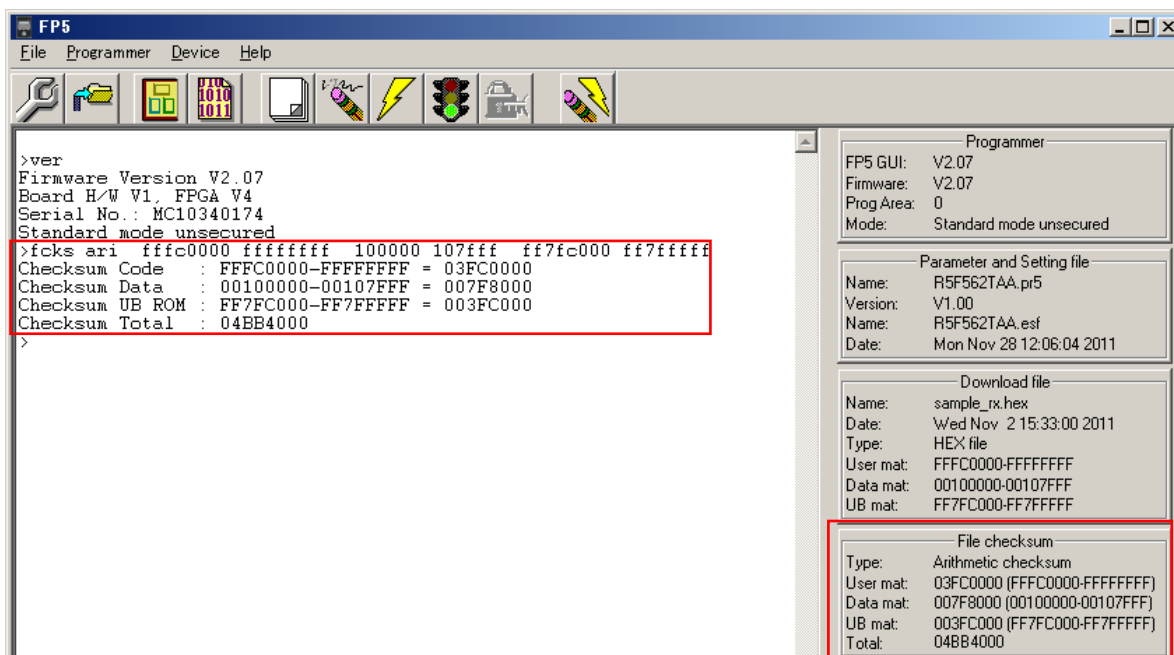 FP5
File Programmer Device Help
>ver
Firmware Version V2.07
Board H/W V1, FPGA V4
Serial No.: MC10340174
Standard mode unsecured
>fcks ari fffc0000 ffffffff 100000 107fff ff7fc000 ff7fffff
Checksum Code : FFFC0000-FFFFFFFF = 03FC0000
Checksum Data : 00100000-00107FFF = 007F8000
Checksum UB ROM : FF7FC000-FF7FFFFF = 003FC000
Checksum Total : 04BB4000
>
Programmer
FP5 GUI: V2.07
Firmware: V2.07
Prog Area: 0
Mode: Standard mode unsecured
Parameter and Setting file
Name: R5F562TAA.pr5
Version: V1.00
Name: R5F562TAA.esf
Date: Mon Nov 28 12:06:04 2011
Download file
Name: sample_rx.hex
Date: Wed Nov 2 15:33:00 2011
Type: HEX file
User mat: FFFC0000-FFFFFFFF
Data mat: 00100000-00107FFF
UB mat: FF7FC000-FF7FFFFF
File checksum
Type: Arithmetic checksum
User mat: 03FC0000 (FFFC0000-FFFFFFFF)
Data mat: 007F8000 (00100000-00107FFF)
UB mat: 003FC000 (FF7FC000-FF7FFFFF)
Total: 04BB4000